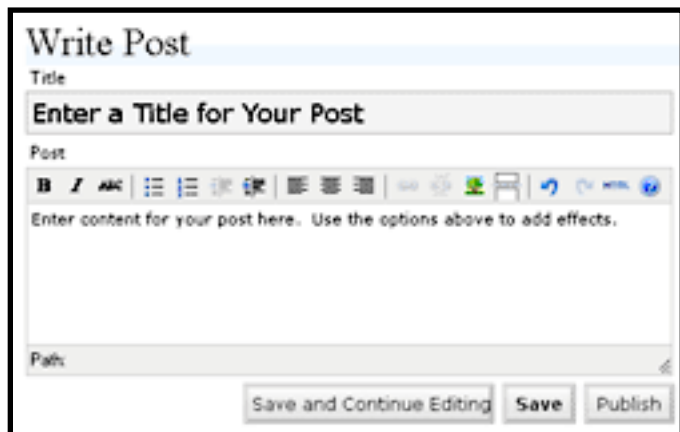 Write Post
Title
Enter a Title for Your Post
Post
B I ABC HTML
Enter content for your post here. Use the options above to add effects.
Path:
Save and Continue Editing Save Publish